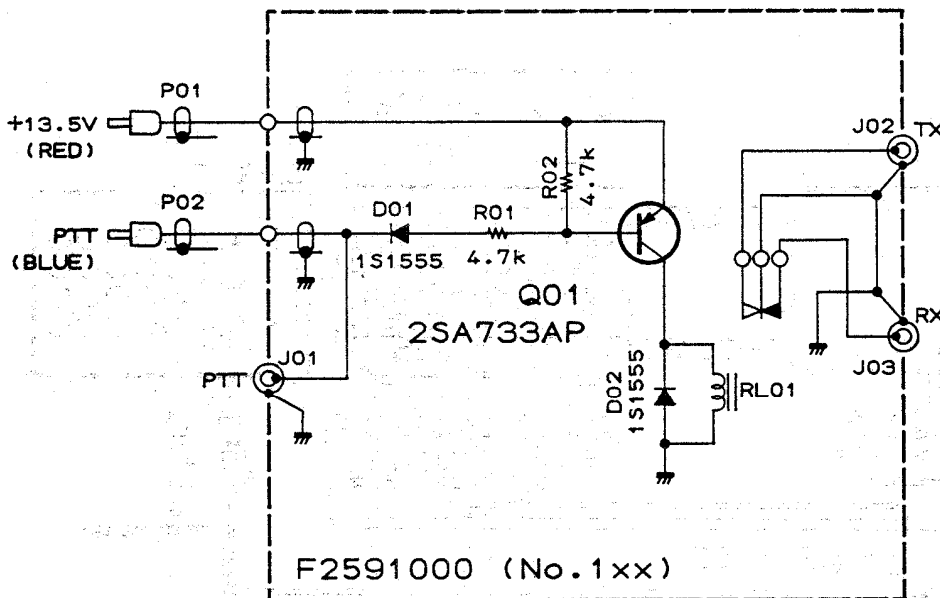 P01
+13.5V
(RED)
J02
TX
R02
4.7k
P02
PTT
(BLUE)
D01
1S1555
R01
4.7k
Q01
2SA733AP
RX
J03
J01
PTT
D02
1S1555
RL01
F2591000 (No.1xx)